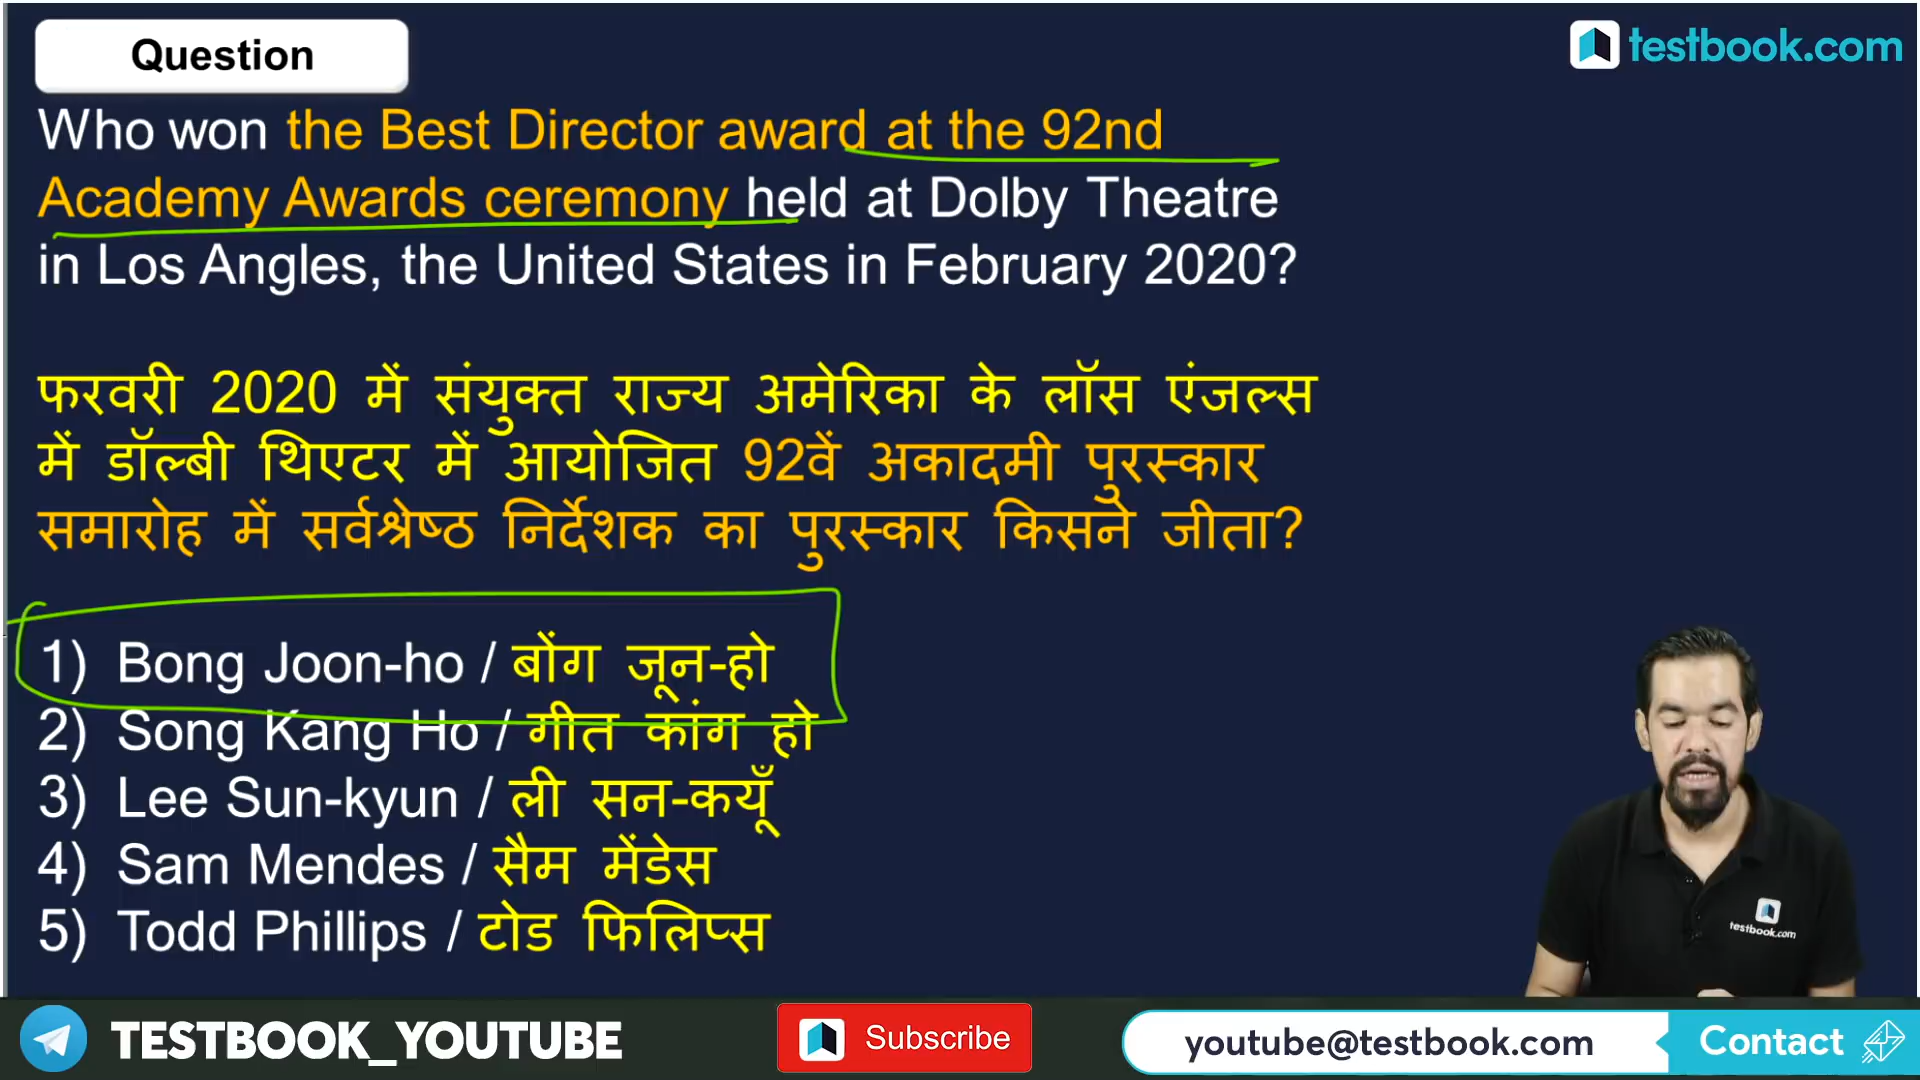 Question
testbook.com
Who won the Best Director award at the 92nd
Academy Awards ceremony held at Dolby Theatre
in Los Angles, the United States in February 2020?
फरवरी 2020 में संयुक्त राज्य अमेरिका के लॉस एंजल्स
में डॉल्बी थिएटर में आयोजित 92वें अकादमी पुरस्कार
समारोह में सर्वश्रेष्ठ निर्देशक का पुरस्कार किसने जीता?
1) Bong Joon-ho / बोंग जून-हो
2) Song Kang Ho / गीत कांग हो
3) Lee Sun-kyun / ली सन-कयूँ
4) Sam Mendes / सैम मेंडेस
5) Todd Phillips / टोड फिलिप्स
testbook.com
TESTBOOK_YOUTUBE
Subscribe
youtube@testbook.com
Contact